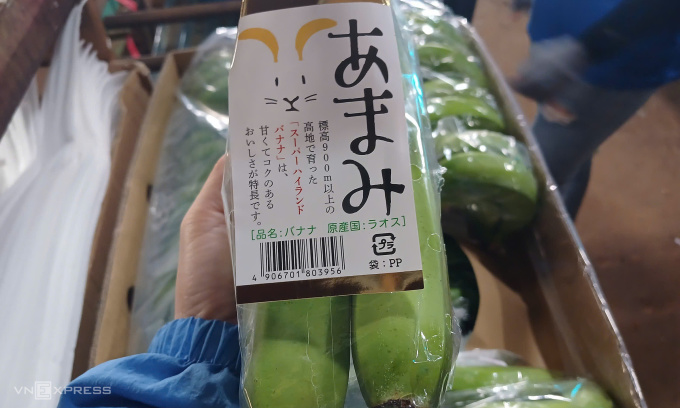 あまみ
標高900m以上の
高地で育った
「スーパーハイランド
バナナ」は、
甘くてコクのある
おいしさが特長です。
[品名:バナナ 原産国:ラオス]
プラ
袋:PP
4 906701 803956
VNEXPRESS